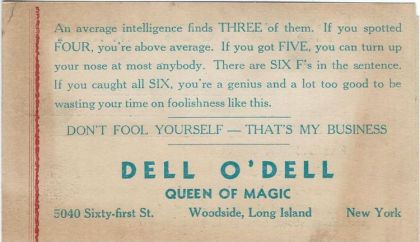 An average intelligence finds THREE of them. If you spotted
FOUR, you're above average. If you got FIVE, you can turn up
your nose at most anybody. There are SIX F's in the sentence.
If you caught all SIX, you're a genius and a lot too good to be
wasting your time on foolishness like this.
DON'T FOOL YOURSELF — THAT'S MY BUSINESS
DELL O'DELL
QUEEN OF MAGIC
5040 Sixty-first St. Woodside, Long Island New York